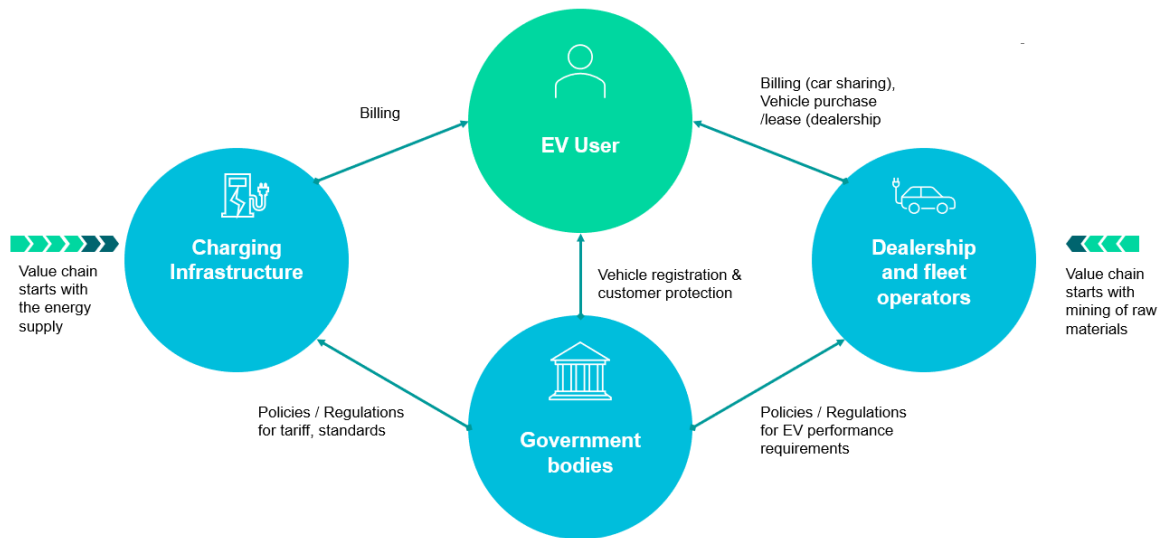 Billing
EV User
Billing (car sharing),
Vehicle purchase
/lease (dealership
Charging
Infrastructure
Dealership
and fleet
operators
Value chain
starts with
the energy
supply
Vehicle registration &
customer protection
Value chain
starts with
mining of raw
materials
Policies / Regulations
for tariff, standards
Government
bodies
Policies / Regulations
for EV performance
requirements